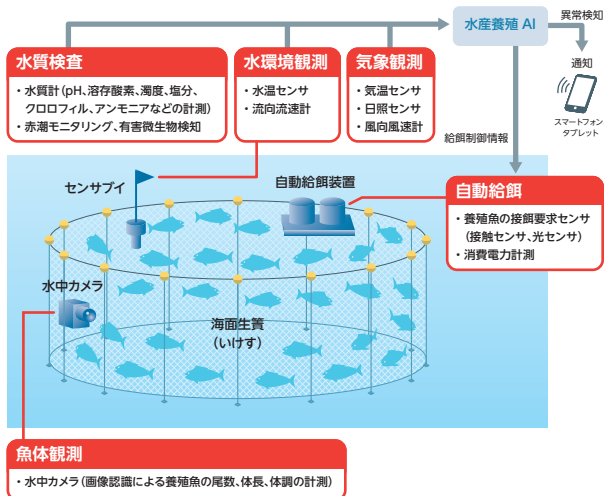 水産養殖 AI
異常検知
通知
スマートフォン
タブレット
給餌制御情報
水質検査
・水質計(pH、溶存酸素、濁度、塩分、
クロロフィル、アンモニアなどの計測)
・赤潮モニタリング、有害微生物検知
水環境観測
・水温センサ
・流向流速計
気象観測
・気温センサ
・日照センサ
・風向風速計
センサブイ
自動給餌装置
自動給餌
・養殖魚の接餌要求センサ
(接触センサ、光センサ)
・消費電力計測
水中カメラ
海面生簀
(いけす)
魚体観測
・水中カメラ(画像認識による養殖魚の尾数、体長、体調の計測)